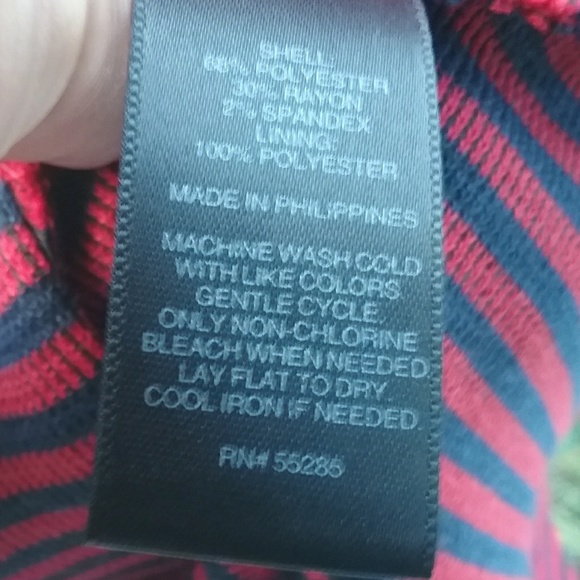 SHELL:
68% POLYESTER
30% RAYON
2% SPANDEX
LINING:
100% POLYESTER
MADE IN PHILIPPINES
MACHINE WASH COLD
WITH LIKE COLORS
GENTLE CYCLE
ONLY NON-CHLORINE
BLEACH WHEN NEEDED
LAY FLAT TO DRY
COOL IRON IF NEEDED
RN# 55285